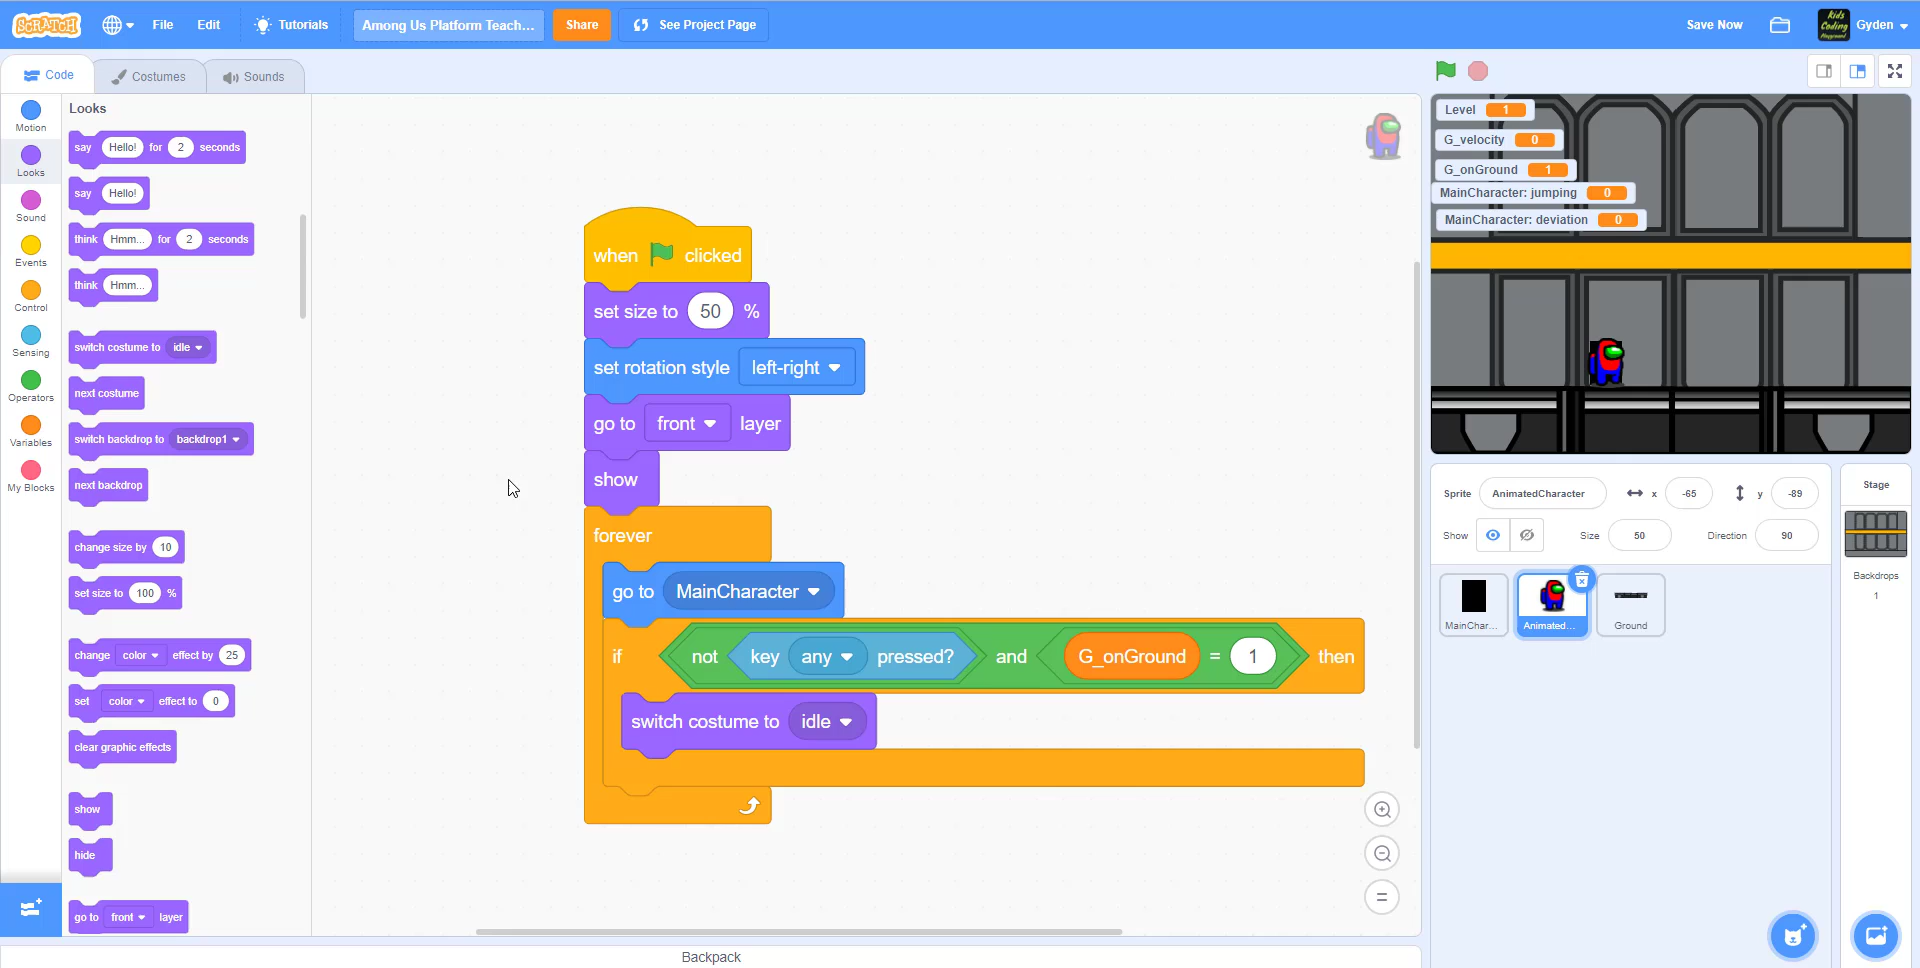 SCRATCH File Edit Tutorials Among Us Platform Teach... Share See Project Page Save Now Kids Coding Playground Gyden
Code Costumes Sounds
Motion
Looks
Sound
Events
Control
Sensing
Operators
Variables
My Blocks
Looks
say Hello! for 2 seconds
say Hello!
think Hmm... for 2 seconds
think Hmm...
switch costume to idle
next costume
switch backdrop to backdrop1
next backdrop
change size by 10
set size to 100 %
change color effect by 25
set color effect to 0
clear graphic effects
show
hide
go to front layer
when clicked
set size to 50 %
set rotation style left-right
go to front layer
show
forever
go to MainCharacter
if not key any pressed? and G_onGround = 1 then
switch costume to idle
Backpack
Level 1
G_velocity 0
G_onGround 1
MainCharacter: jumping 0
MainCharacter: deviation 0
Sprite AnimatedCharacter x -65 y -89
Show Size 50 Direction 90
MainChar... Animated... Ground
Stage
Backdrops
1